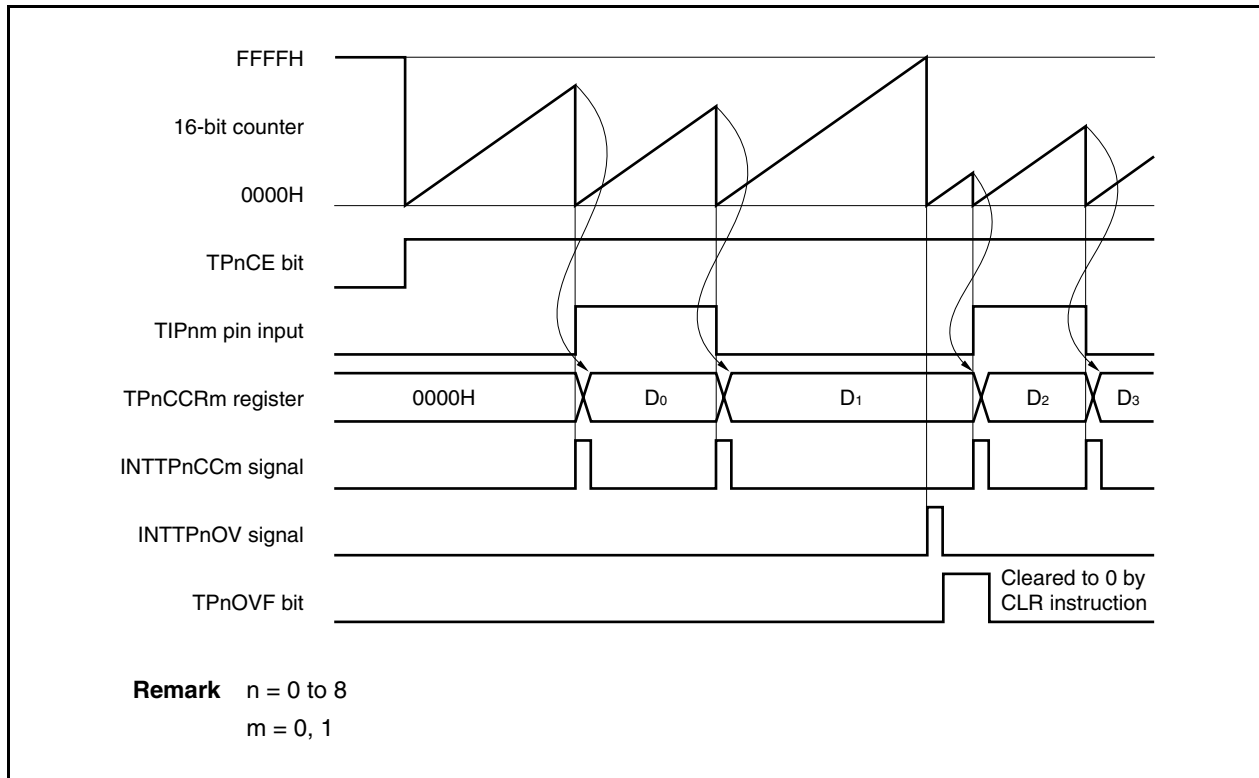 FFFFH
16-bit counter
0000H
TPnCE bit
TIPnm pin input
TPnCCRm register
0000H
D0
D1
D2
D3
INTTPnCCm signal
INTTPnOV signal
TPnOVF bit
Cleared to 0 by
CLR instruction
Remark n = 0 to 8
m = 0, 1